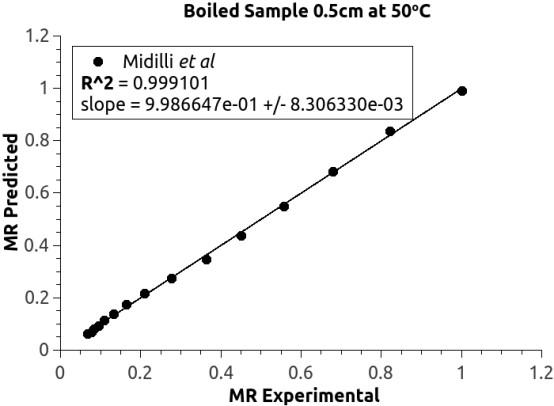 Boiled Sample 0.5cm at 50°C
1.2
1
0.8
0.6
0.4
0.2
0
MR Predicted
Midilli et al
R^2 = 0.999101
slope = 9.986647e-01 +/- 8.306330e-03
0 0.2 0.4 0.6 0.8 1 1.2
MR Experimental